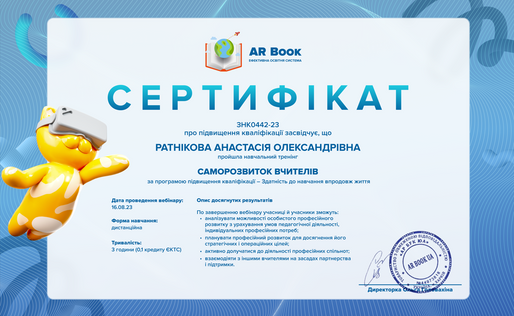 AR Book
ЕФЕКТИВНА ОСВІТНЯ СИСТЕМА
СЕРТИФІКАТ
ЗНК0442-23
про підвищення кваліфікації засвідчує, що
РАТНІКОВА АНАСТАСІЯ ОЛЕКСАНДРІВНА
пройшла навчальний тренінг
САМОРОЗВИТОК ВЧИТЕЛІВ
за програмою підвищення кваліфікації – Здатність до навчання впродовж життя
Дата проведення вебінару:
16.08.23
Форма навчання:
дистанційна
Тривалість:
3 години (0,1 кредиту ЄКТС)
Опис досягнутих результатів
По завершенню вебінару учасниці й учасники зможуть:
• аналізувати можливості особистого професійного
розвитку з урахування умов педагогічної діяльності,
індивідуальних професійних потреб;
• планувати професійний розвиток для досягнення його
стратегічних і операційних цілей;
• активно долучатися до діяльності професійних спільнот;
• взаємодіяти з іншими вчителями на засадах партнерства
і підтримки.
AR BOOK UA
Директорка Ольга